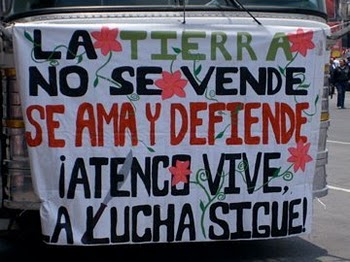 LA TIERRA
NO SE VENDE
SE AMA Y DEFIENDE
¡ATENCO VIVE,
LA LUCHA SIGUE!